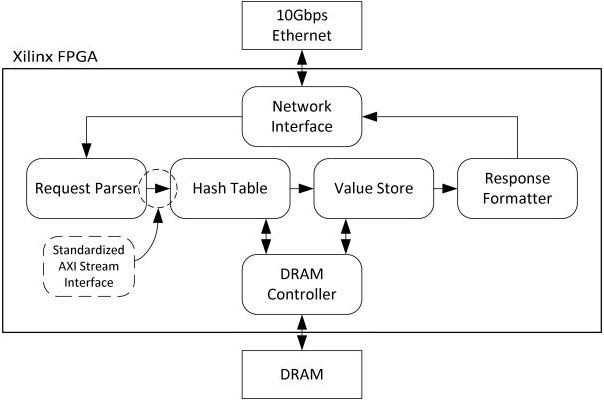 10Gbps
Ethernet
Xilinx FPGA
Network
Interface
Request Parser
Hash Table
Value Store
Response
Formatter
Standardized
AXI Stream
Interface
DRAM
Controller
DRAM